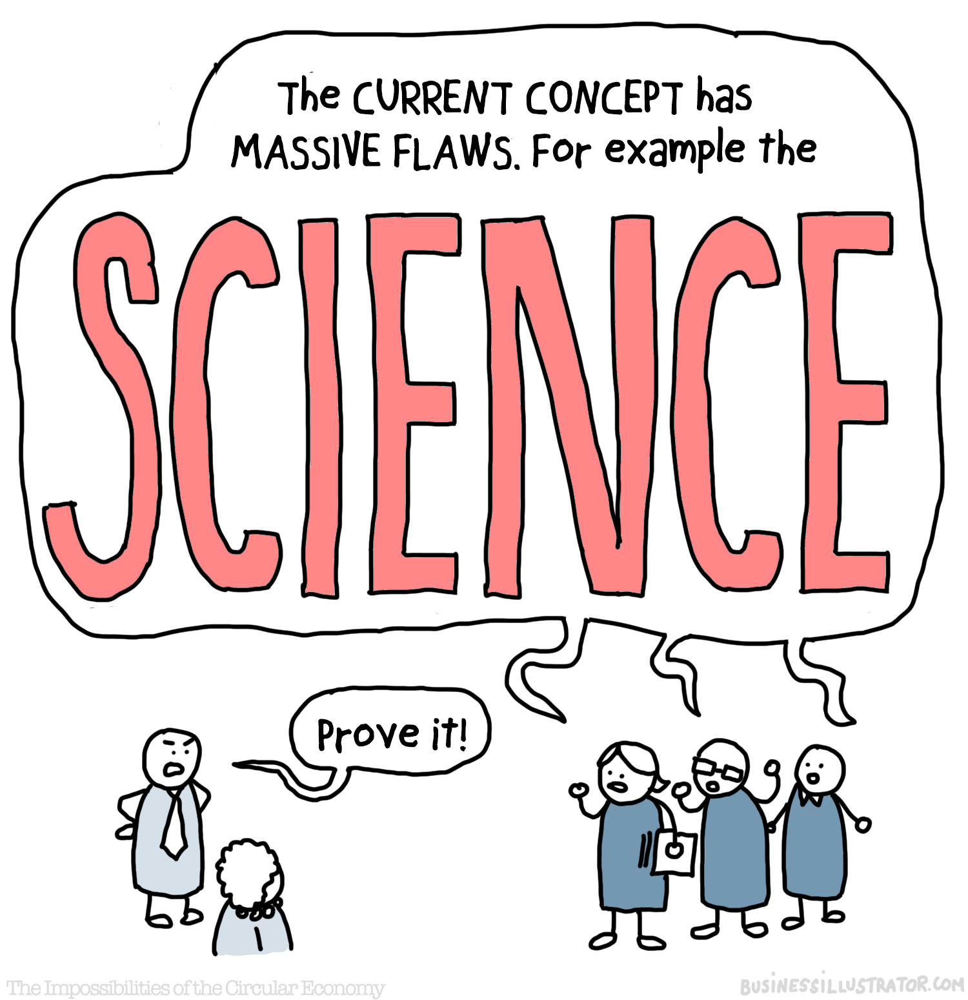 The CURRENT CONCEPT has
MASSIVE FLAWS. For example the
SCIENCE
Prove it!
The Impossibilities of the Circular Economy
BUSINESSILLUSTRATOR.COM